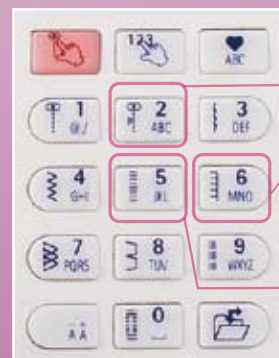 123
ABC
1
@./
2
ABC
3
DEF
4
GHI
5
JKL
6
MNO
7
PQRS
8
TUV
9
WXYZ
ÄÅ
0